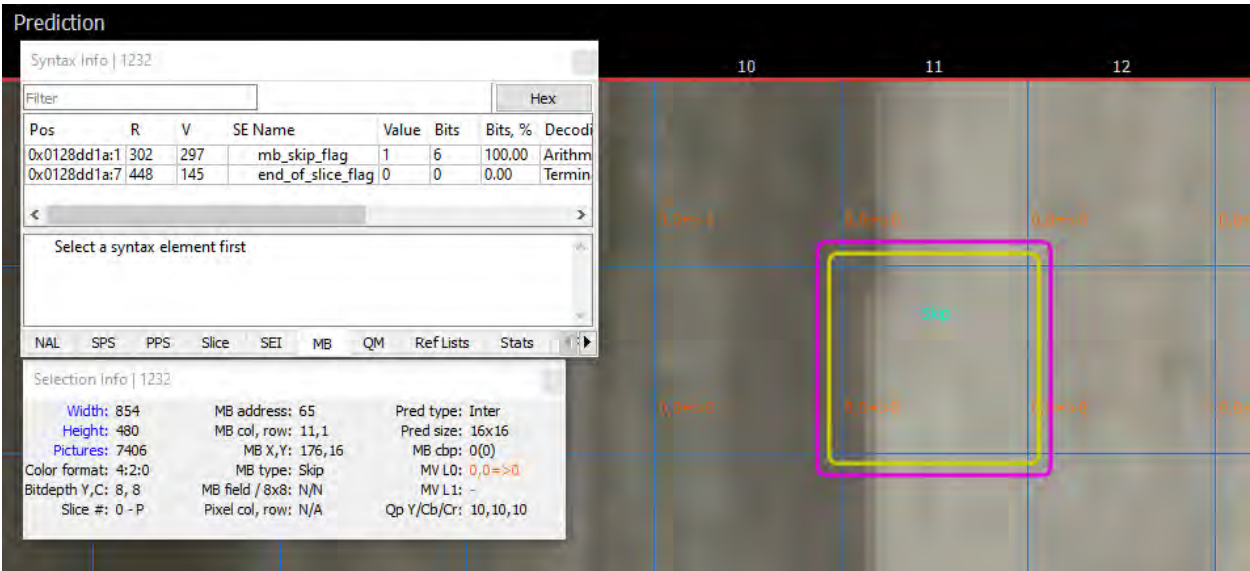 Prediction
Syntax Info | 1232
10 11 12
Filter Hex
Pos R V SE Name Value Bits Bits, % Decodi
0x0128dd1a:1 302 297 mb_skip_flag 1 6 100.00 Arithm
0x0128dd1a:7 448 145 end_of_slice_flag 0 0 0.00 Termin
Select a syntax element first
NAL SPS PPS Slice SEI MB QM Ref Lists Stats
Selection Info | 1232
Width: 854 MB address: 65 Pred type: Inter
Height: 480 MB col, row: 11,1 Pred size: 16x16
Pictures: 7406 MB X,Y: 176,16 MB cbp: 0(0)
Color format: 4:2:0 MB type: Skip MV L0: 0,0=>0
Bitdepth Y,C: 8, 8 MB field / 8x8: N/N MV L1: -
Slice #: 0 - P Pixel col, row: N/A Qp Y/Cb/Cr: 10,10,10
0,0=>0 0,0=>0
Skip
0,0=>0 0,0=>0